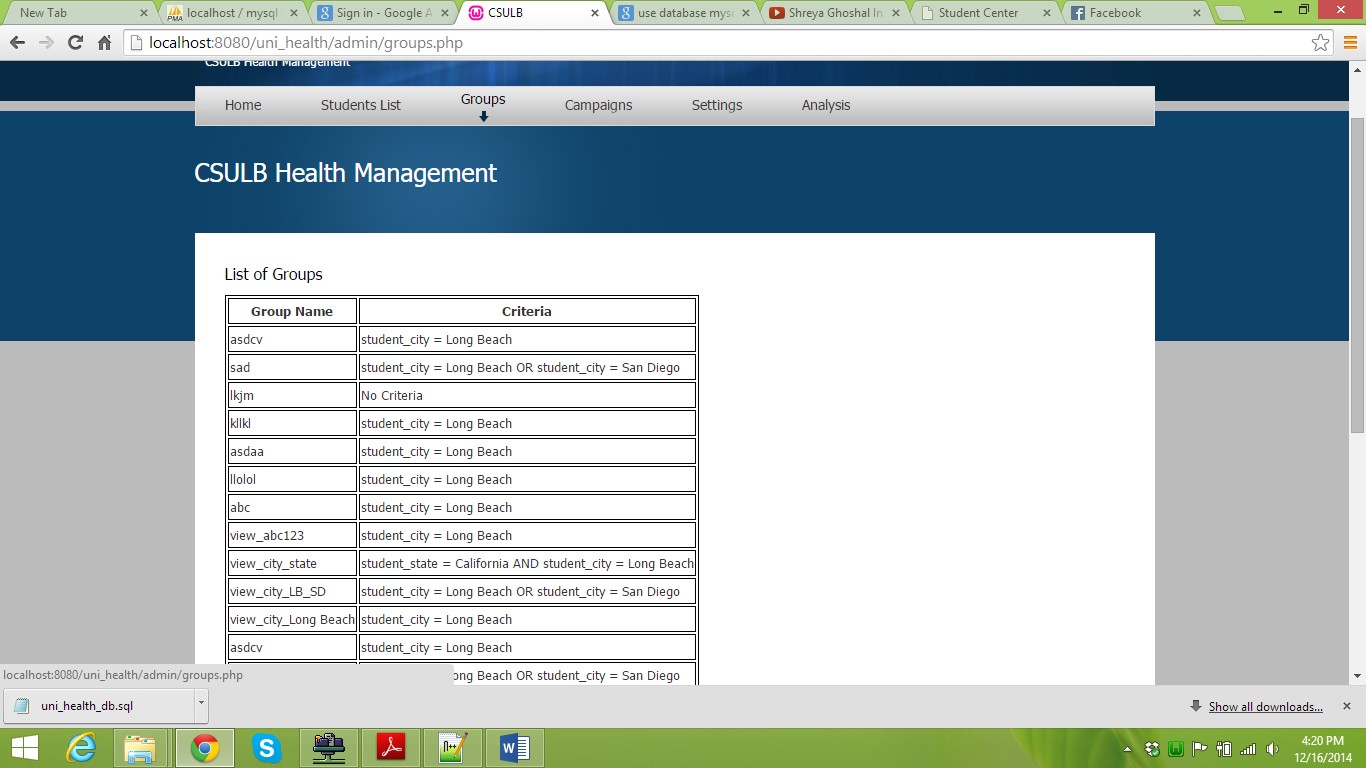 New Tab
localhost / mysql
Sign in - Google A
CSULB
use database myso
Shreya Ghoshal In
Student Center
Facebook
localhost:8080/uni_health/admin/groups.php
CSULB Health Management
Home Students List Groups Campaigns Settings Analysis
CSULB Health Management
List of Groups
Group Name Criteria
asdcv student_city = Long Beach
sad student_city = Long Beach OR student_city = San Diego
lkjm No Criteria
kllkl student_city = Long Beach
asdaa student_city = Long Beach
llolol student_city = Long Beach
abc student_city = Long Beach
view_abc123 student_city = Long Beach
view_city_state student_state = California AND student_city = Long Beach
view_city_LB_SD student_city = Long Beach OR student_city = San Diego
view_city_Long Beach student_city = Long Beach
asdcv student_city = Long Beach
ong Beach OR student_city = San Diego
localhost:8080/uni_health/admin/groups.php
uni_health_db.sql
Show all downloads...
4:20 PM
12/16/2014